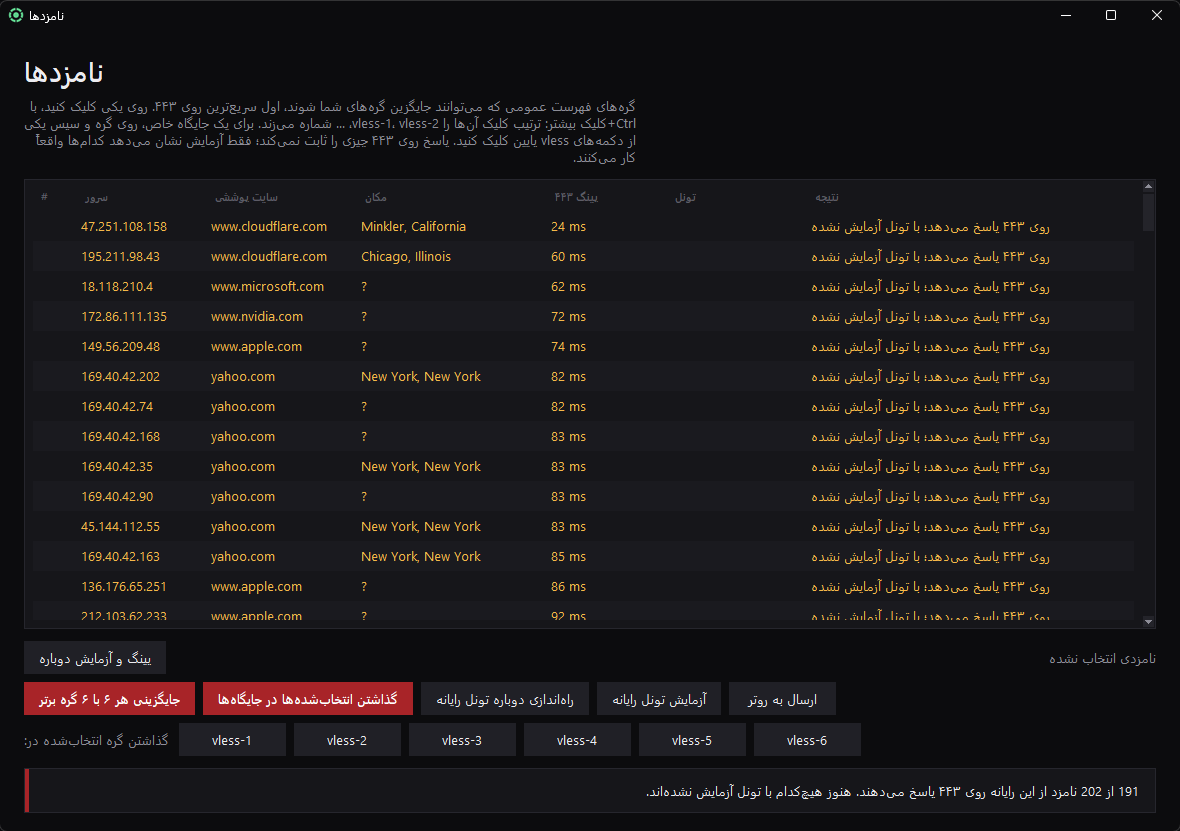 نامزدها
نامزدها
گره‌های فهرست عمومی که می‌توانند جایگزین گره‌های شما شوند، اول سریع‌ترین روی ۴۴۳. روی یکی کلیک کنید، با
Ctrl+کلیک بیشتر: ترتیب کلیک آن‌ها را vless-1، vless-2، ... شماره می‌زند. برای یک جایگاه خاص، روی گره و سپس یکی
از دکمه‌های vless پایین کلیک کنید. پاسخ روی ۴۴۳ چیزی را ثابت نمی‌کند؛ فقط آزمایش نشان می‌دهد کدام‌ها واقعاً
کار می‌کنند.
# سرور سایت پوششی مکان پینگ ۴۴۳ تونل نتیجه
47.251.108.158 www.cloudflare.com Minkler, California 24 ms روی ۴۴۳ پاسخ می‌دهد؛ با تونل آزمایش نشده
195.211.98.43 www.cloudflare.com Chicago, Illinois 60 ms روی ۴۴۳ پاسخ می‌دهد؛ با تونل آزمایش نشده
18.118.210.4 www.microsoft.com ? 62 ms روی ۴۴۳ پاسخ می‌دهد؛ با تونل آزمایش نشده
172.86.111.135 www.nvidia.com ? 72 ms روی ۴۴۳ پاسخ می‌دهد؛ با تونل آزمایش نشده
149.56.209.48 www.apple.com ? 74 ms روی ۴۴۳ پاسخ می‌دهد؛ با تونل آزمایش نشده
169.40.42.202 yahoo.com New York, New York 82 ms روی ۴۴۳ پاسخ می‌دهد؛ با تونل آزمایش نشده
169.40.42.74 yahoo.com ? 82 ms روی ۴۴۳ پاسخ می‌دهد؛ با تونل آزمایش نشده
169.40.42.168 yahoo.com ? 83 ms روی ۴۴۳ پاسخ می‌دهد؛ با تونل آزمایش نشده
169.40.42.35 yahoo.com New York, New York 83 ms روی ۴۴۳ پاسخ می‌دهد؛ با تونل آزمایش نشده
169.40.42.90 yahoo.com ? 83 ms روی ۴۴۳ پاسخ می‌دهد؛ با تونل آزمایش نشده
45.144.112.55 yahoo.com New York, New York 83 ms روی ۴۴۳ پاسخ می‌دهد؛ با تونل آزمایش نشده
169.40.42.163 yahoo.com New York, New York 85 ms روی ۴۴۳ پاسخ می‌دهد؛ با تونل آزمایش نشده
136.176.65.251 www.apple.com ? 86 ms روی ۴۴۳ پاسخ می‌دهد؛ با تونل آزمایش نشده
212.103.62.233 www.apple.com ? 92 ms روی ۴۴۳ پاسخ می‌دهد؛ با تونل آزمایش نشده
پینگ و آزمایش دوباره
نامزدی انتخاب نشده
جایگزینی هر ۶ با ۶ گره برتر
گذاشتن انتخاب‌شده‌ها در جایگاه‌ها
راه‌اندازی دوباره تونل رایانه
آزمایش تونل رایانه
ارسال به روتر
گذاشتن گره انتخاب‌شده در: vless-1 vless-2 vless-3 vless-4 vless-5 vless-6
191 از 202 نامزد از این رایانه روی ۴۴۳ پاسخ می‌دهند. هنوز هیچ‌کدام با تونل آزمایش نشده‌اند.